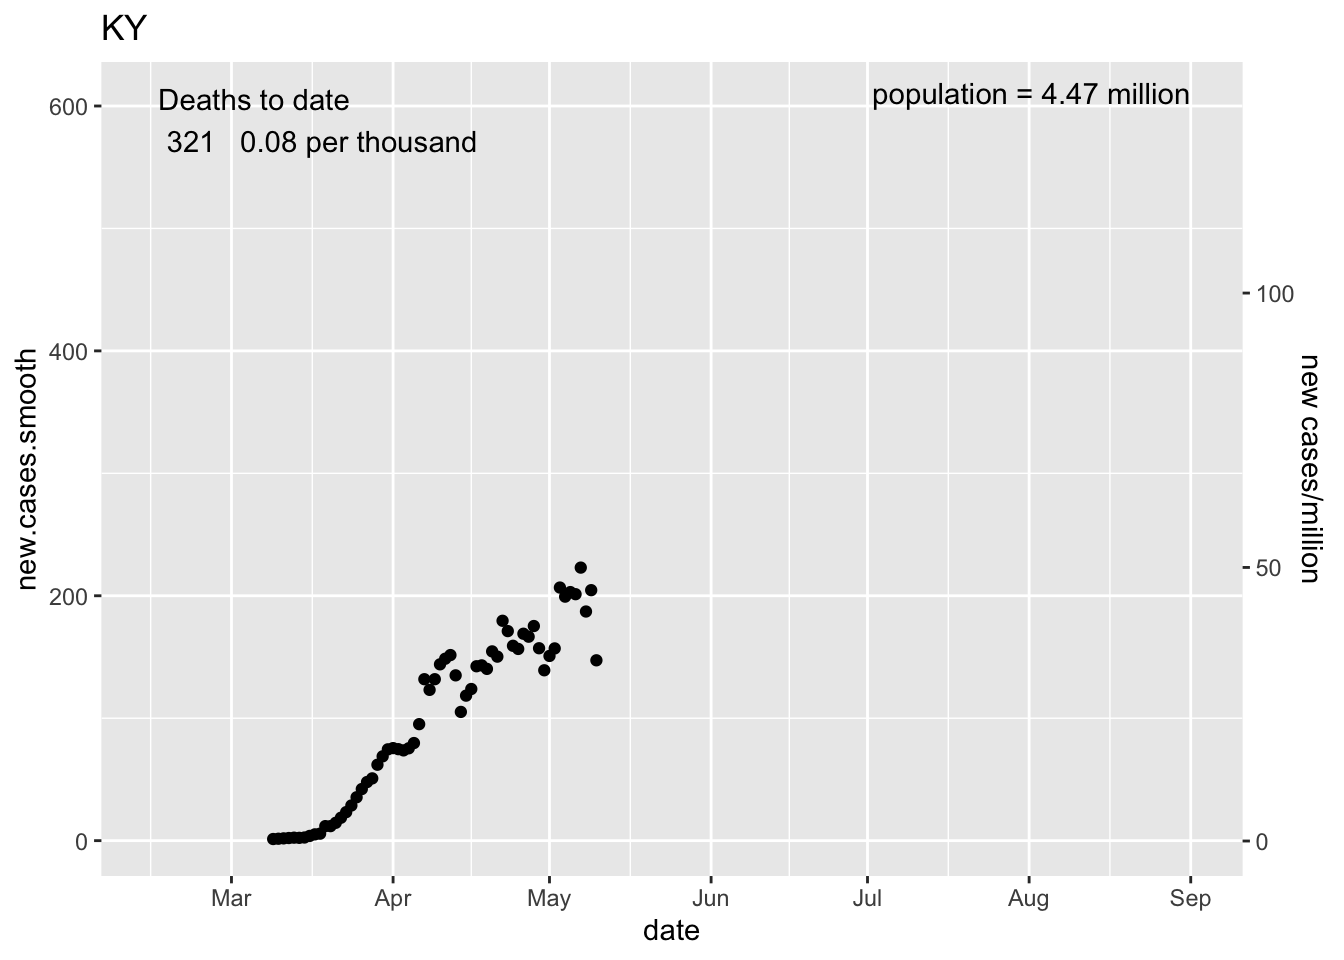 KY
Deaths to date
321 0.08 per thousand
population = 4.47 million
600
400
200
0
new.cases.smooth
100
50
0
new cases/million
Mar Apr May Jun Jul Aug Sep
date